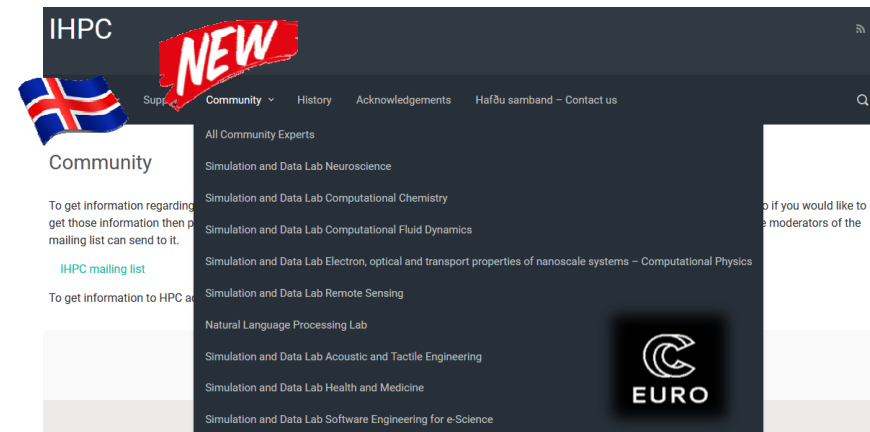 IHPC
NEW
Supp
Community
History
Acknowledgements
Hafðu samband – Contact us
All Community Experts
Community
Simulation and Data Lab Neuroscience
Simulation and Data Lab Computational Chemistry
To get information regarding
o if you would like to
get those information then p
e moderators of the
mailing list can send to it.
Simulation and Data Lab Computational Fluid Dynamics
Simulation and Data Lab Electron, optical and transport properties of nanoscale systems – Computational Physics
IHPC mailing list
Simulation and Data Lab Remote Sensing
To get information to HPC ac
Natural Language Processing Lab
Simulation and Data Lab Acoustic and Tactile Engineering
Simulation and Data Lab Health and Medicine
Simulation and Data Lab Software Engineering for e-Science
EURO